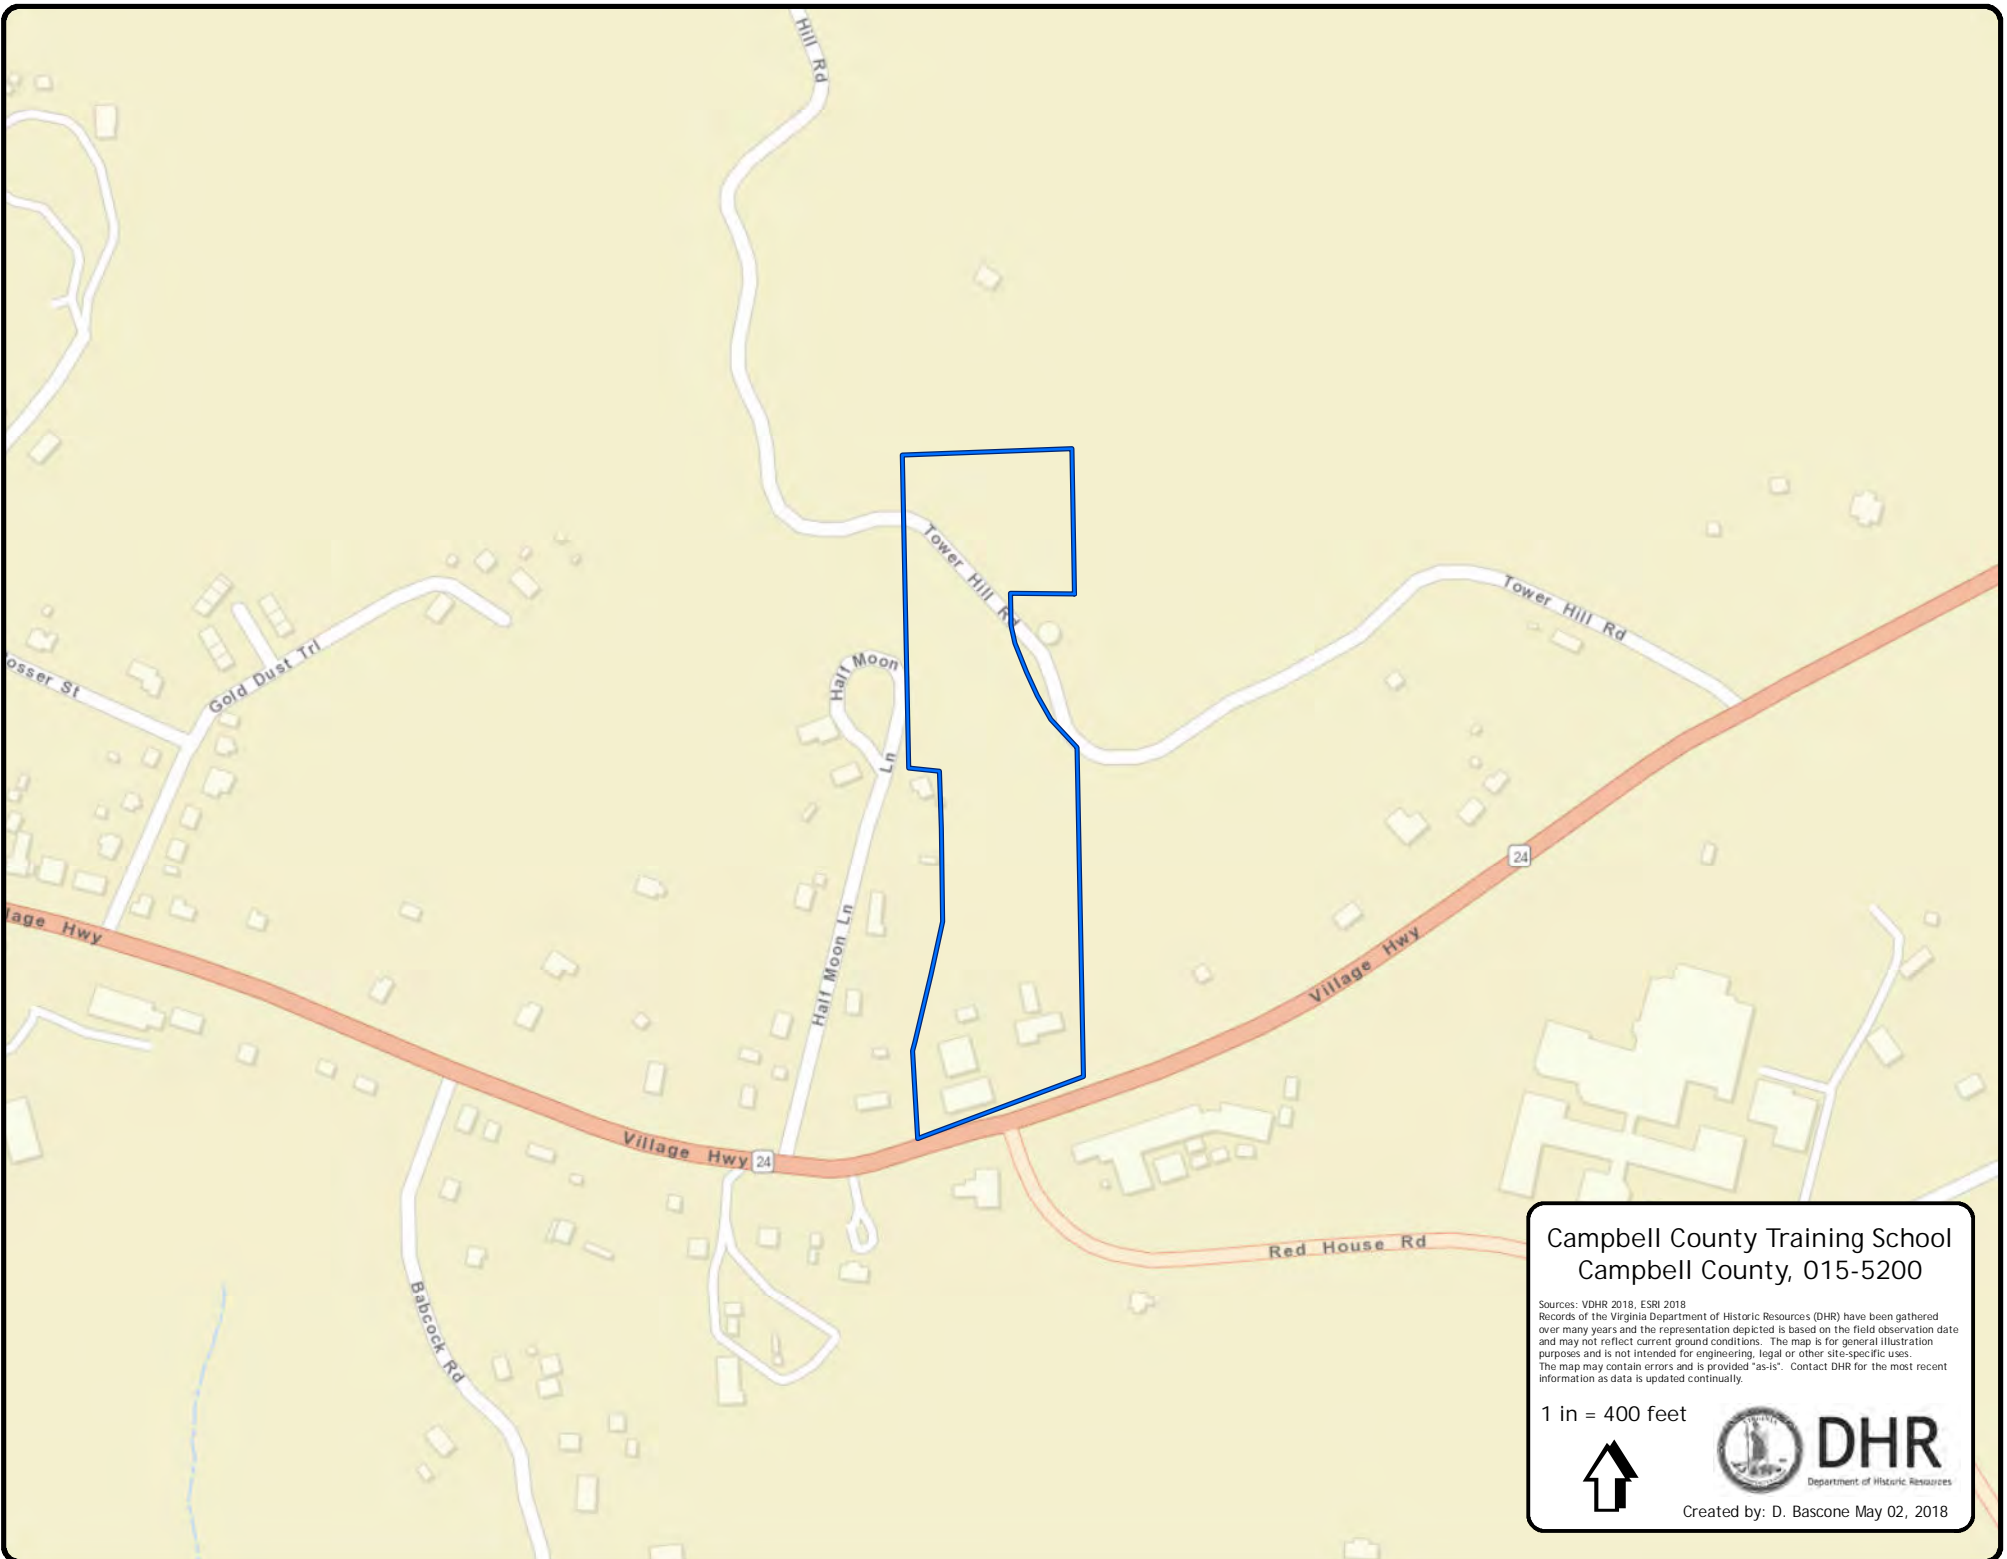 Hill Rd
Tower Hill Rd
Tower Hill Rd
Half Moon
Ln
osser St
Gold Dust Trl
24
lage Hwy
Half Moon Ln
Village Hwy
Village Hwy 24
Red House Rd
Babcock Rd
Campbell County Training School
Campbell County, 015-5200
Sources: VDHR 2018, ESRI 2018
Records of the Virginia Department of Historic Resources (DHR) have been gathered
over many years and the representation depicted is based on the field observation date
and may not reflect current ground conditions. The map is for general illustration
purposes and is not intended for engineering, legal or other site-specific uses.
The map may contain errors and is provided "as-is". Contact DHR for the most recent
information as data is updated continually.
1 in = 400 feet
VIRGINIA
DHR
Department of Historic Resources
Created by: D. Bascone May 02, 2018